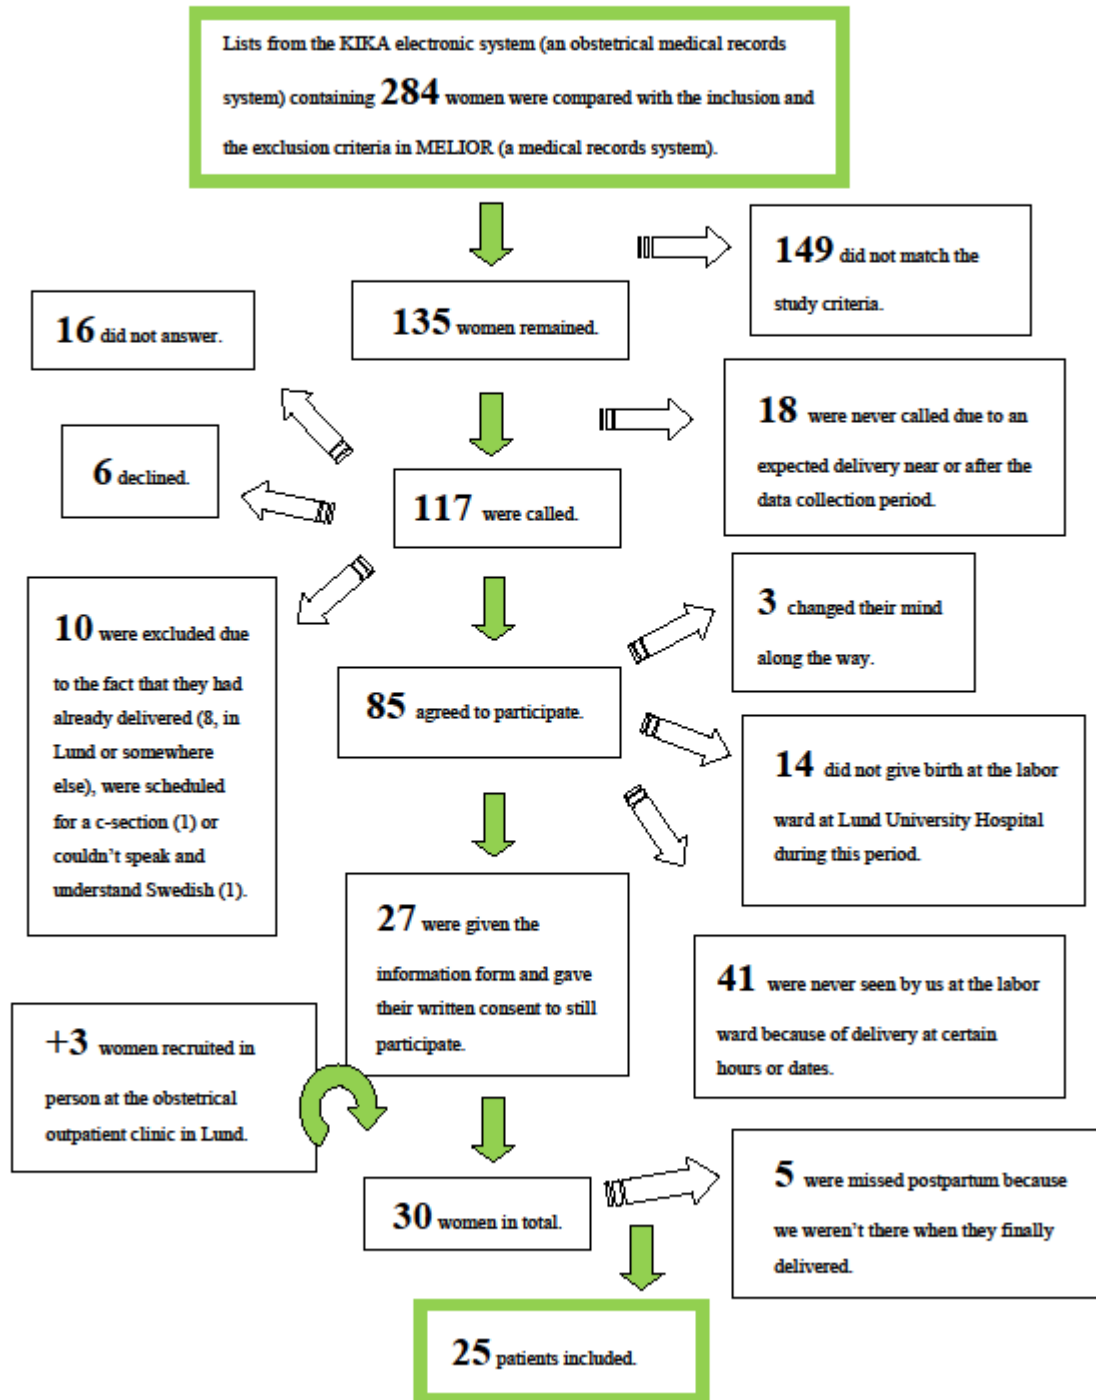 Lists from the KIKA electronic system (an obstetrical medical records
system) containing 284 women were compared with the inclusion and
the exclusion criteria in MELIOR (a medical records system).
149 did not match the
study criteria.
135 women remained.
16 did not answer.
18 were never called due to an
expected delivery near or after the
data collection period.
6 declined.
117 were called.
10 were excluded due
to the fact that they had
already delivered (8, in
Lund or somewhere
else), were scheduled
for a c-section (1) or
couldn't speak and
understand Swedish (1).
3 changed their mind
along the way.
85 agreed to participate.
14 did not give birth at the labor
ward at Lund University Hospital
during this period.
27 were given the
information form and gave
their written consent to still
participate.
41 were never seen by us at the labor
ward because of delivery at certain
hours or dates.
+3 women recruited in
person at the obstetrical
outpatient clinic in Lund.
30 women in total.
5 were missed postpartum because
we weren't there when they finally
delivered.
25 patients included.